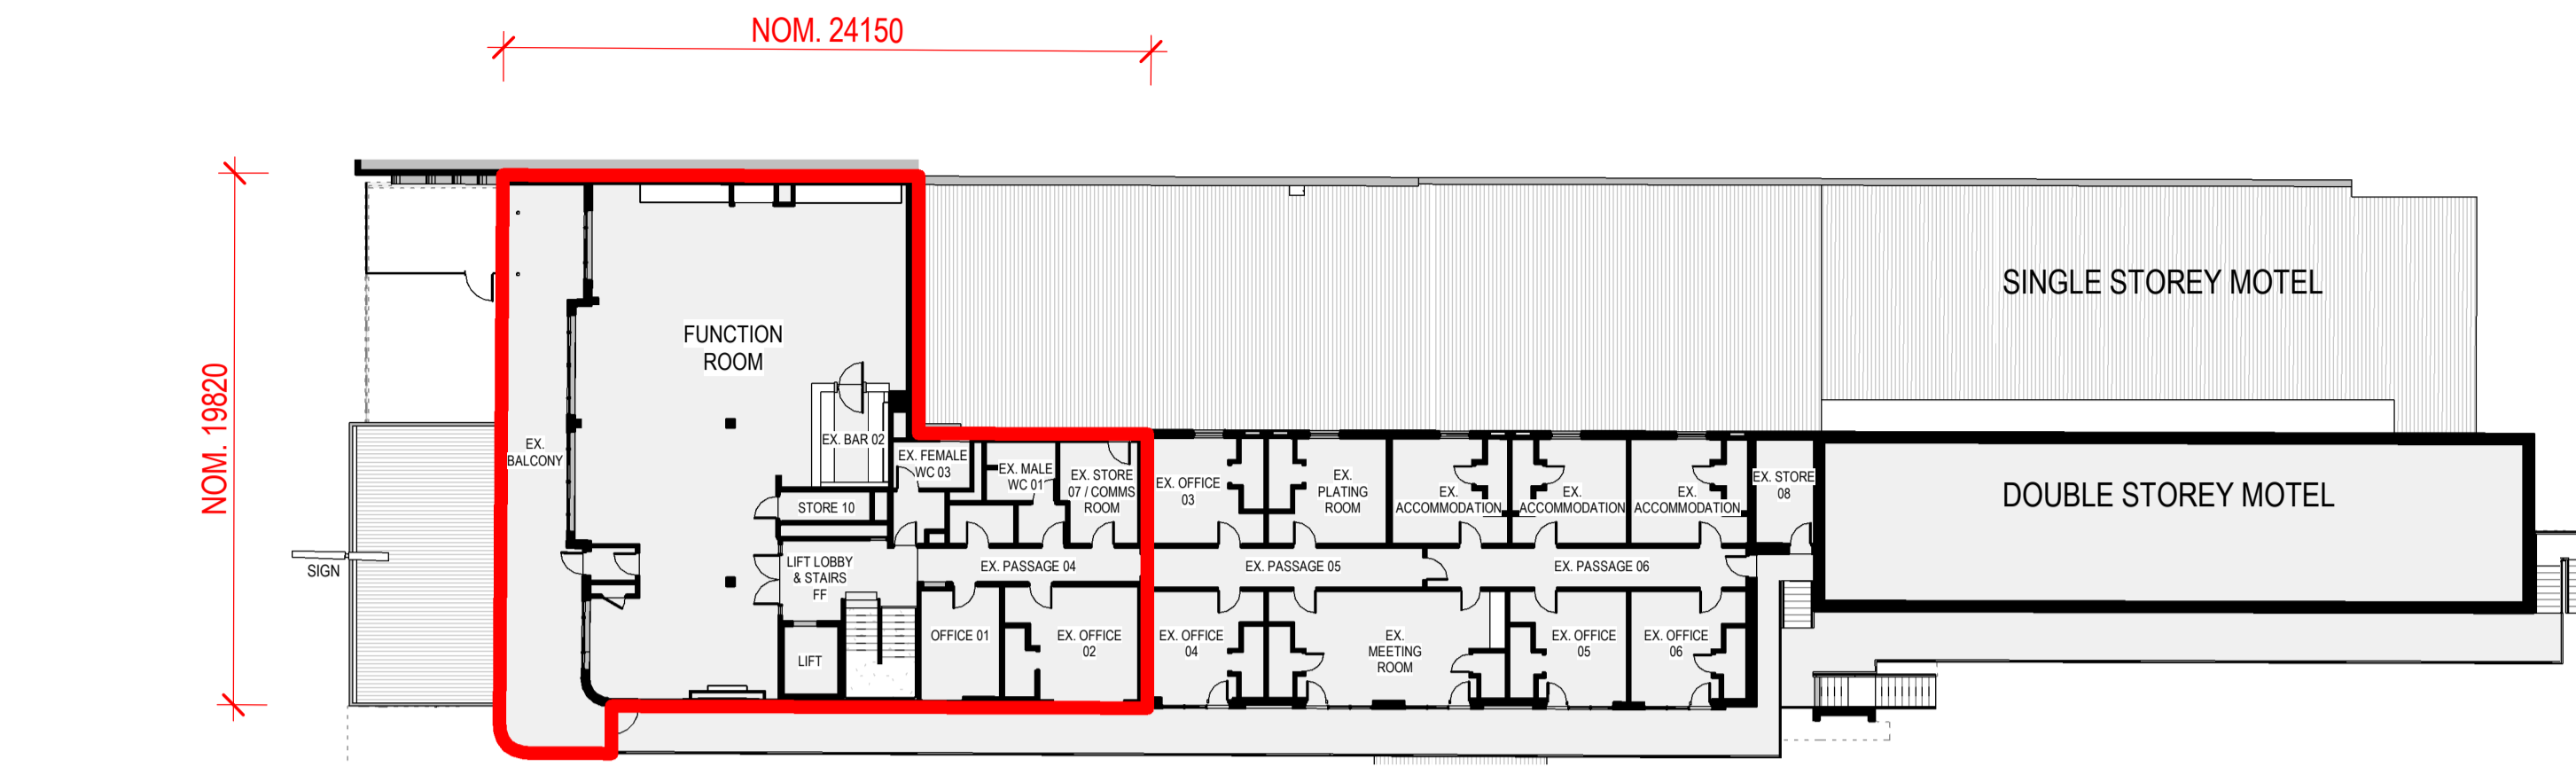 NOM. 24150
NOM. 19820
SINGLE STOREY MOTEL
FUNCTION
ROOM
EX.
BALCONY
EX. BAR 02
EX. FEMALE
WC 03
EX. MALE
WC 01
EX. STORE
07 / COMMS
ROOM
EX. OFFICE
03
EX.
PLATING
ROOM
EX.
ACCOMMODATION
EX.
ACCOMMODATION
EX.
ACCOMMODATION
EX. STORE
08
DOUBLE STOREY MOTEL
STORE 10
SIGN
LIFT LOBBY
& STAIRS
FF
EX. PASSAGE 04
EX. PASSAGE 05
EX. PASSAGE 06
LIFT
OFFICE 01
EX. OFFICE
02
EX. OFFICE
04
EX.
MEETING
ROOM
EX. OFFICE
05
EX. OFFICE
06